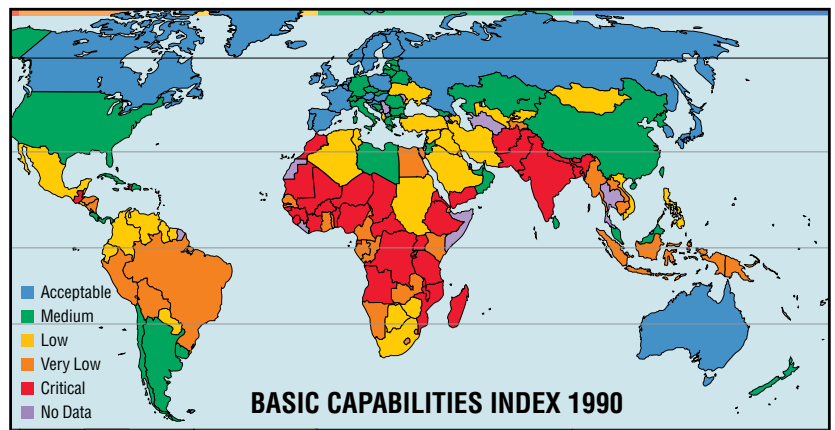 Acceptable
Medium
Low
Very Low
Critical
No Data
BASIC CAPABILITIES INDEX 1990